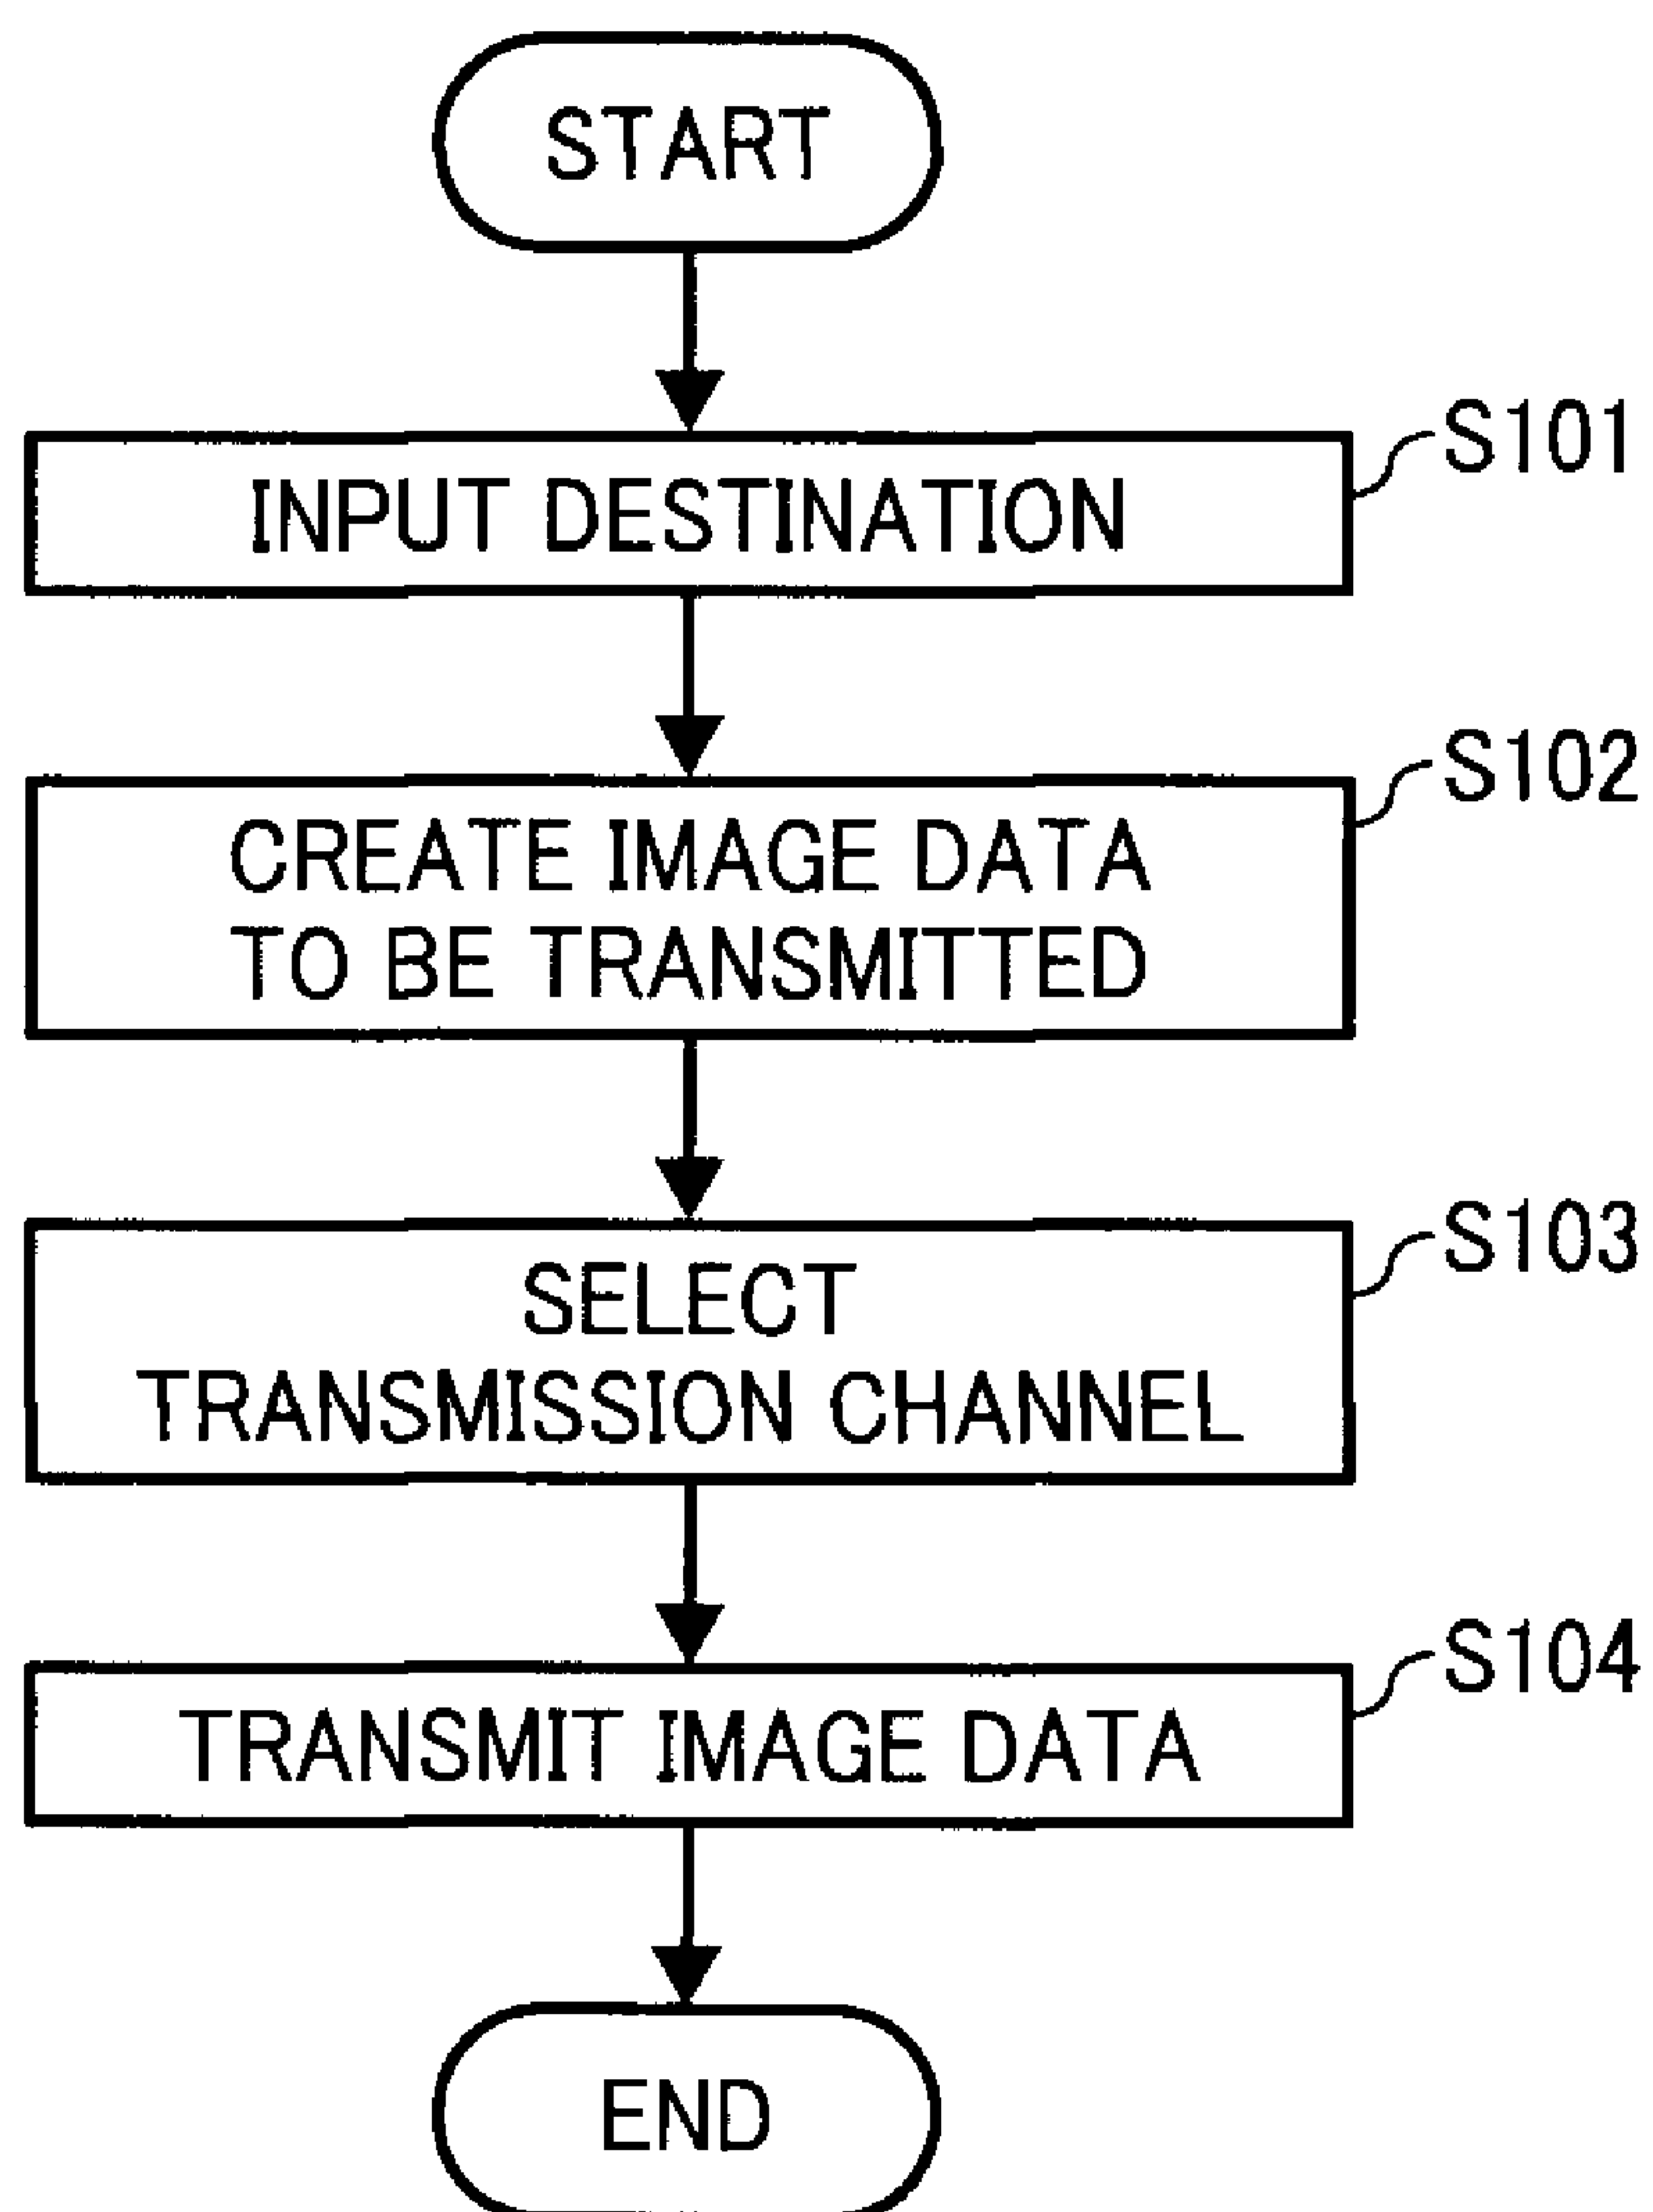 START
S101
INPUT DESTINATION
S102
CREATE IMAGE DATA
TO BE TRANSMITTED
S103
SELECT
TRANSMISSION CHANNEL
S104
TRANSMIT IMAGE DATA
END